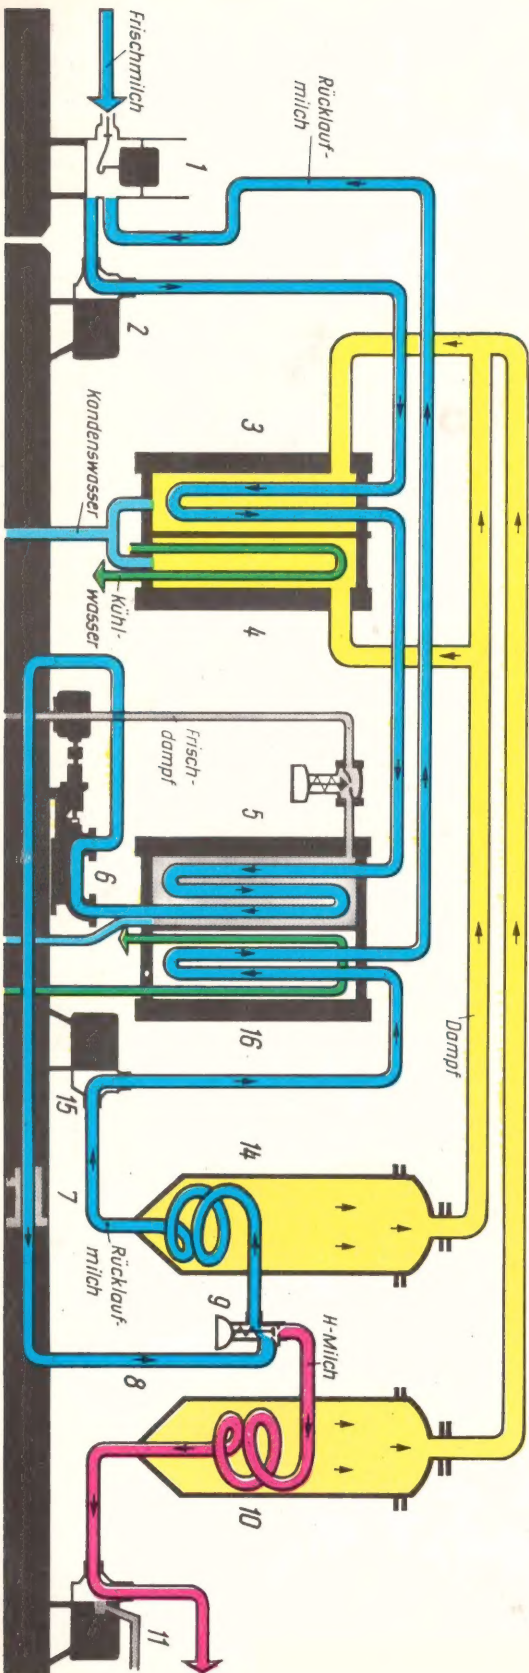 Frischmilch
1
Rücklauf-
milch
2
3
Kondenswasser
Kühl-
wasser
4
Frisch-
dampf
5
6
Dampf
16
15
14
7
Rücklauf-
milch
9
H-Milch
8
10
11